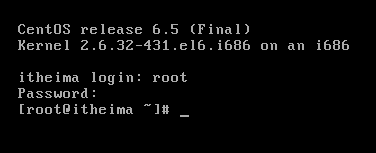 CentOS release 6.5 (Final)
Kernel 2.6.32-431.el6.i686 on an i686
itheima login: root
Password:
[root@itheima ~]# _